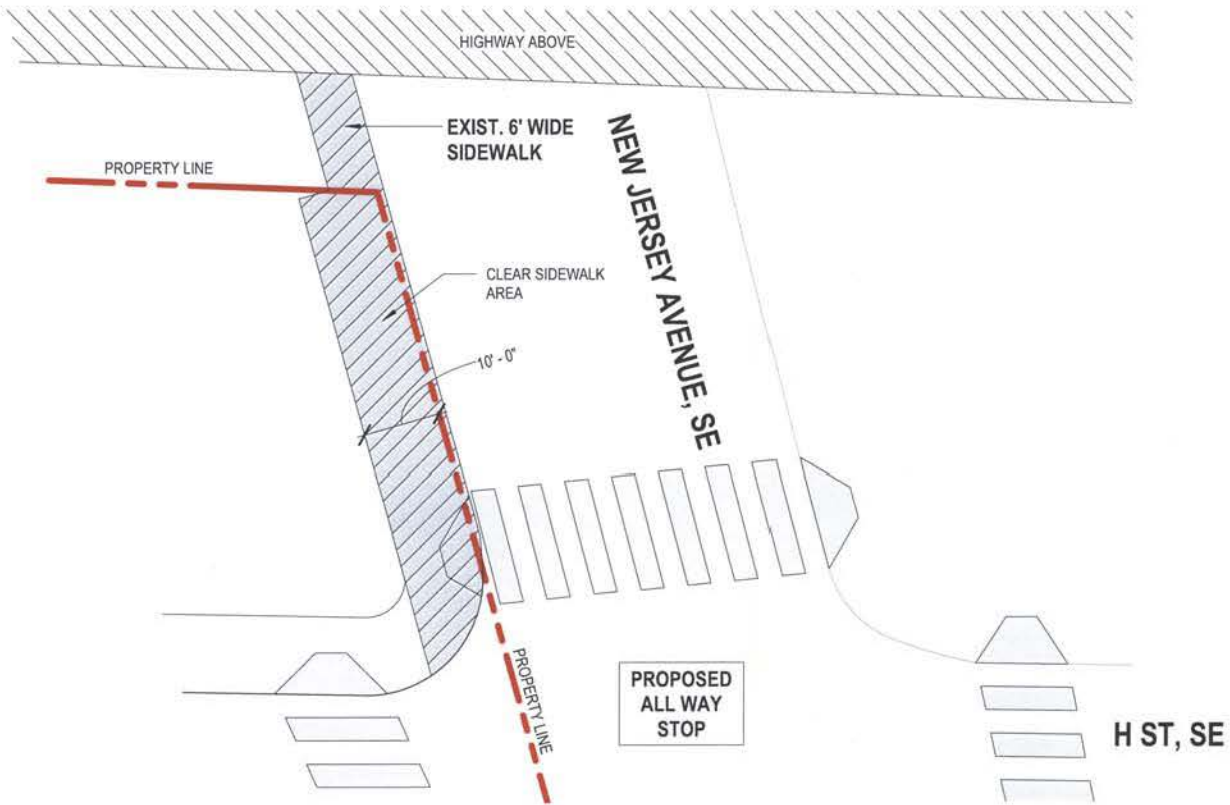 HIGHWAY ABOVE
EXIST. 6' WIDE
SIDEWALK
PROPERTY LINE
NEW JERSEY AVENUE, SE
CLEAR SIDEWALK
AREA
10' - 0"
PROPERTY LINE
PROPOSED
ALL WAY
STOP
H ST, SE